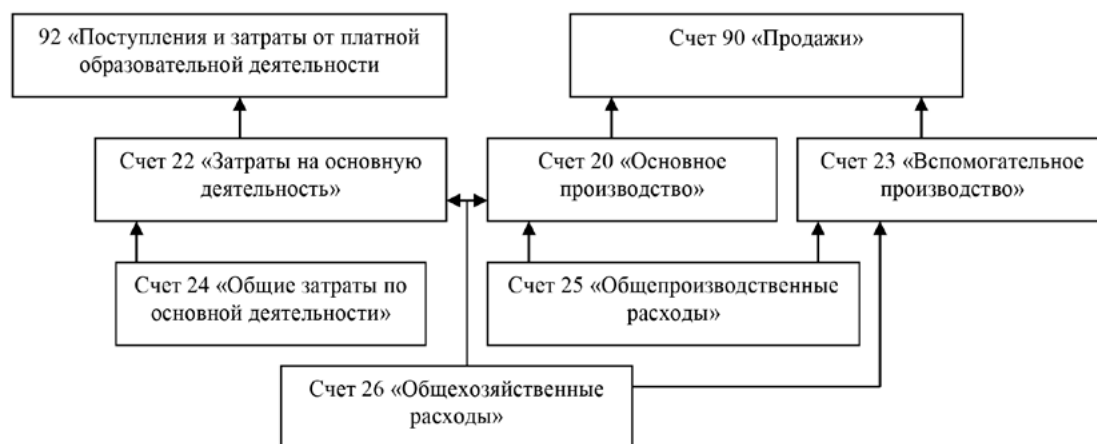 92 «Поступления и затраты от платной
образовательной деятельности
Счет 90 «Продажи»
Счет 22 «Затраты на основную
деятельность»
Счет 20 «Основное
производство»
Счет 23 «Вспомогательное
производство»
Счет 24 «Общие затраты по
основной деятельности»
Счет 25 «Общепроизводственные
расходы»
Счет 26 «Общехозяйственные
расходы»